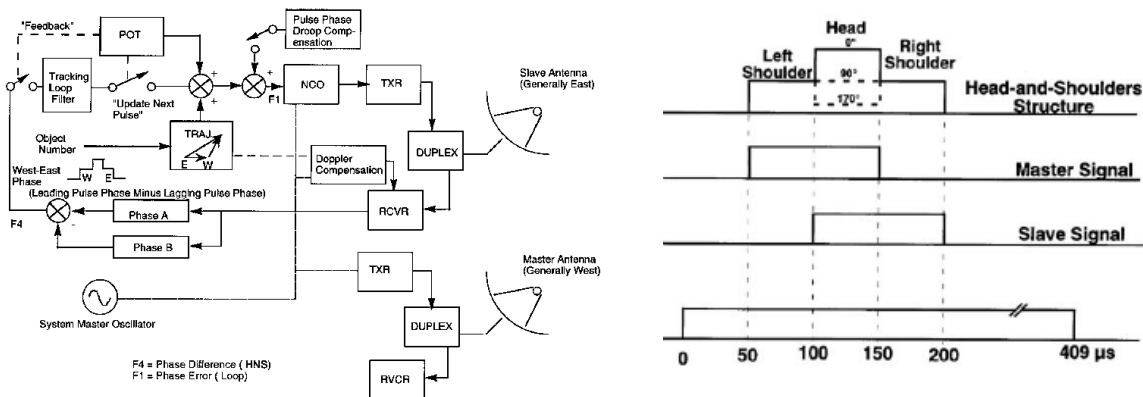 "Feedback"
POT
Pulse Phase
Droop Comp-
ensation
Tracking
Loop
Filter
"Update Next
Pulse"
+
+
+
+
F1
NCO
TXR
Slave Antenna
(Generally East)
DUPLEX
Object
Number
TRAJ
E
W
Doppler
Compensation
West-East
Phase
W
E
(Leading Pulse Phase Minus Lagging Pulse Phase)
F4
-
Phase A
Phase B
RCVR
TXR
Master Antenna
(Generally West)
DUPLEX
RVCR
System Master Oscillator
F4 = Phase Difference ( HNS)
F1 = Phase Error ( Loop)
Head
0°
Left
Shoulder
Right
Shoulder
90°
170°
Head-and-Shoulders
Structure
Master Signal
Slave Signal
0
50
100
150
200
409 µs